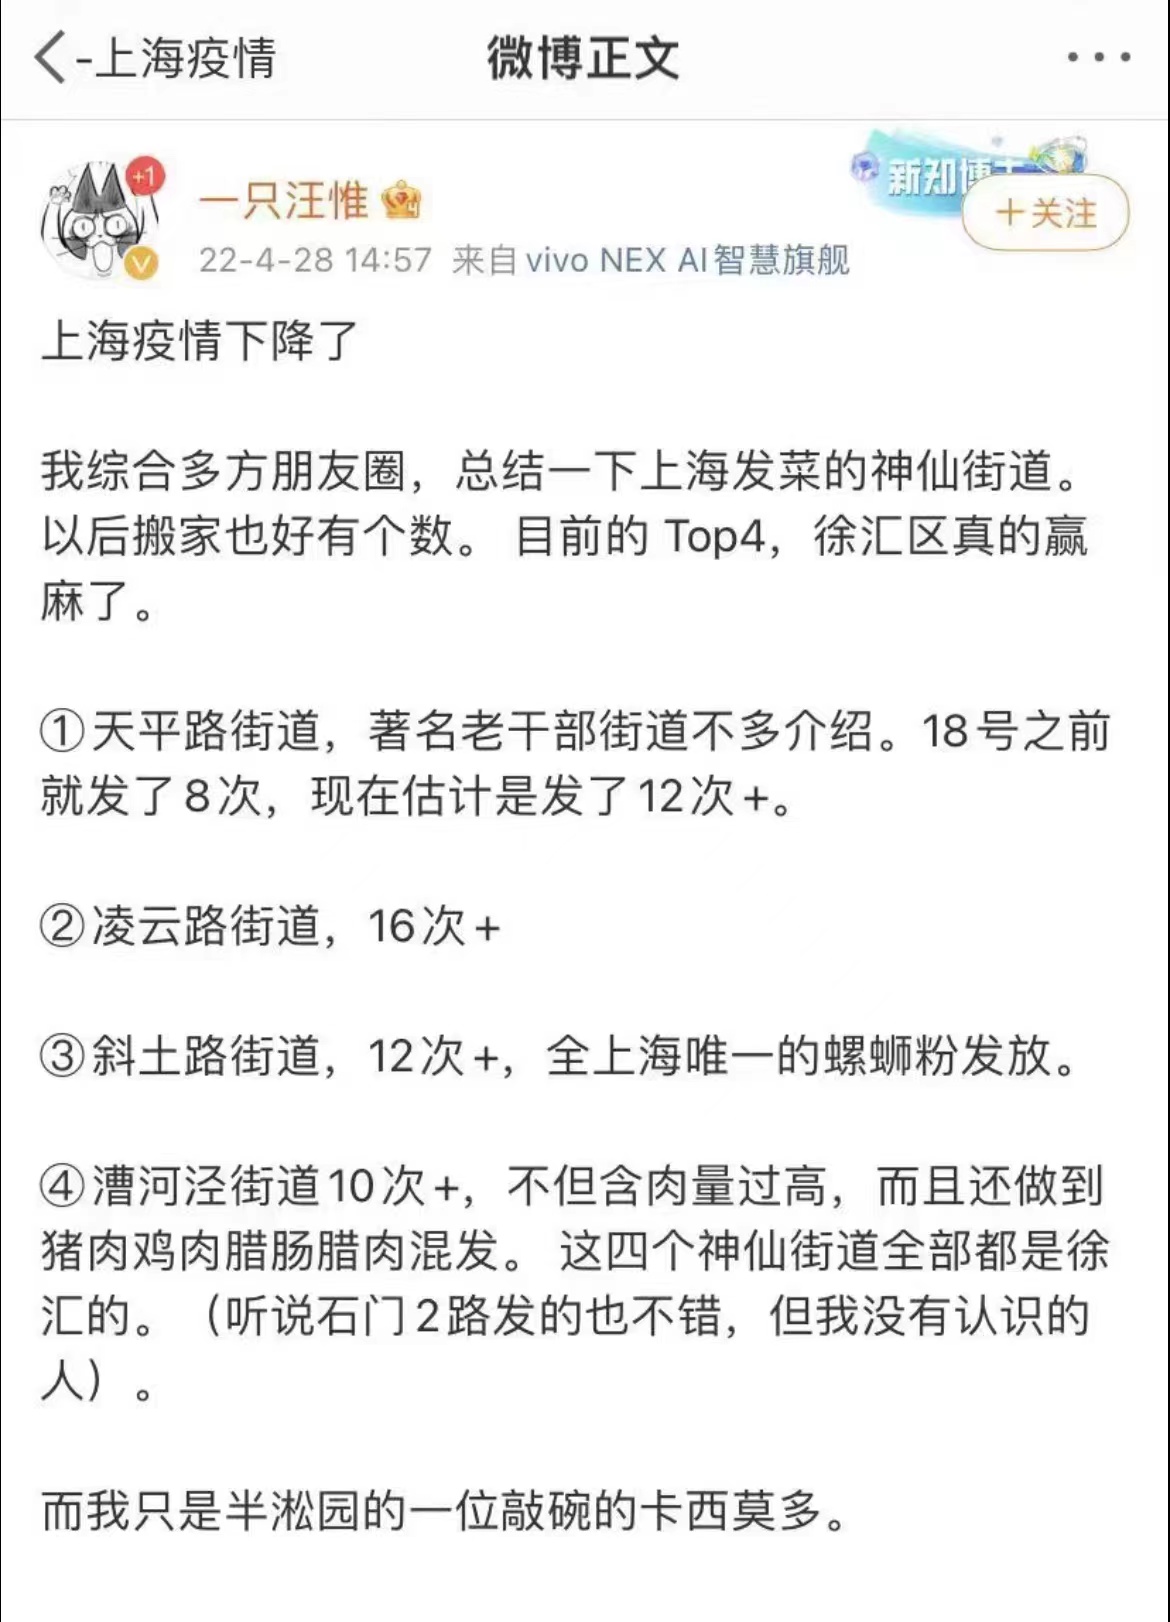 -上海疫情
微博正文
+1
一只汪惟
新知博
+关注
22-4-28 14:57 来自 vivo NEX AI智慧旗舰
上海疫情下降了
我综合多方朋友圈，总结一下上海发菜的神仙街道。
以后搬家也好有个数。 目前的 Top4，徐汇区真的赢
麻了。
①天平路街道，著名老干部街道不多介绍。18号之前
就发了8次，现在估计是发了12次+。
②凌云路街道，16次+
③斜土路街道，12次+，全上海唯一的螺蛳粉发放。
④漕河泾街道10次+，不但含肉量过高，而且还做到
猪肉鸡肉腊肠腊肉混发。 这四个神仙街道全部都是徐
汇的。（听说石门2路发的也不错，但我没有认识的
人）。
而我只是半淞园的一位敲碗的卡西莫多。